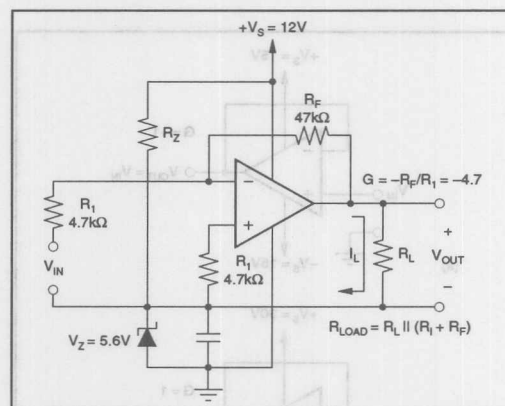 +V_S = 12V
R_F
47kΩ
R_Z
G = –R_F/R_1 = –4.7
R_1
4.7kΩ
–
+
+
R_1
4.7kΩ
I_L
R_L
V_OUT
V_IN
–
V_Z = 5.6V
R_LOAD = R_L || (R_I + R_F)